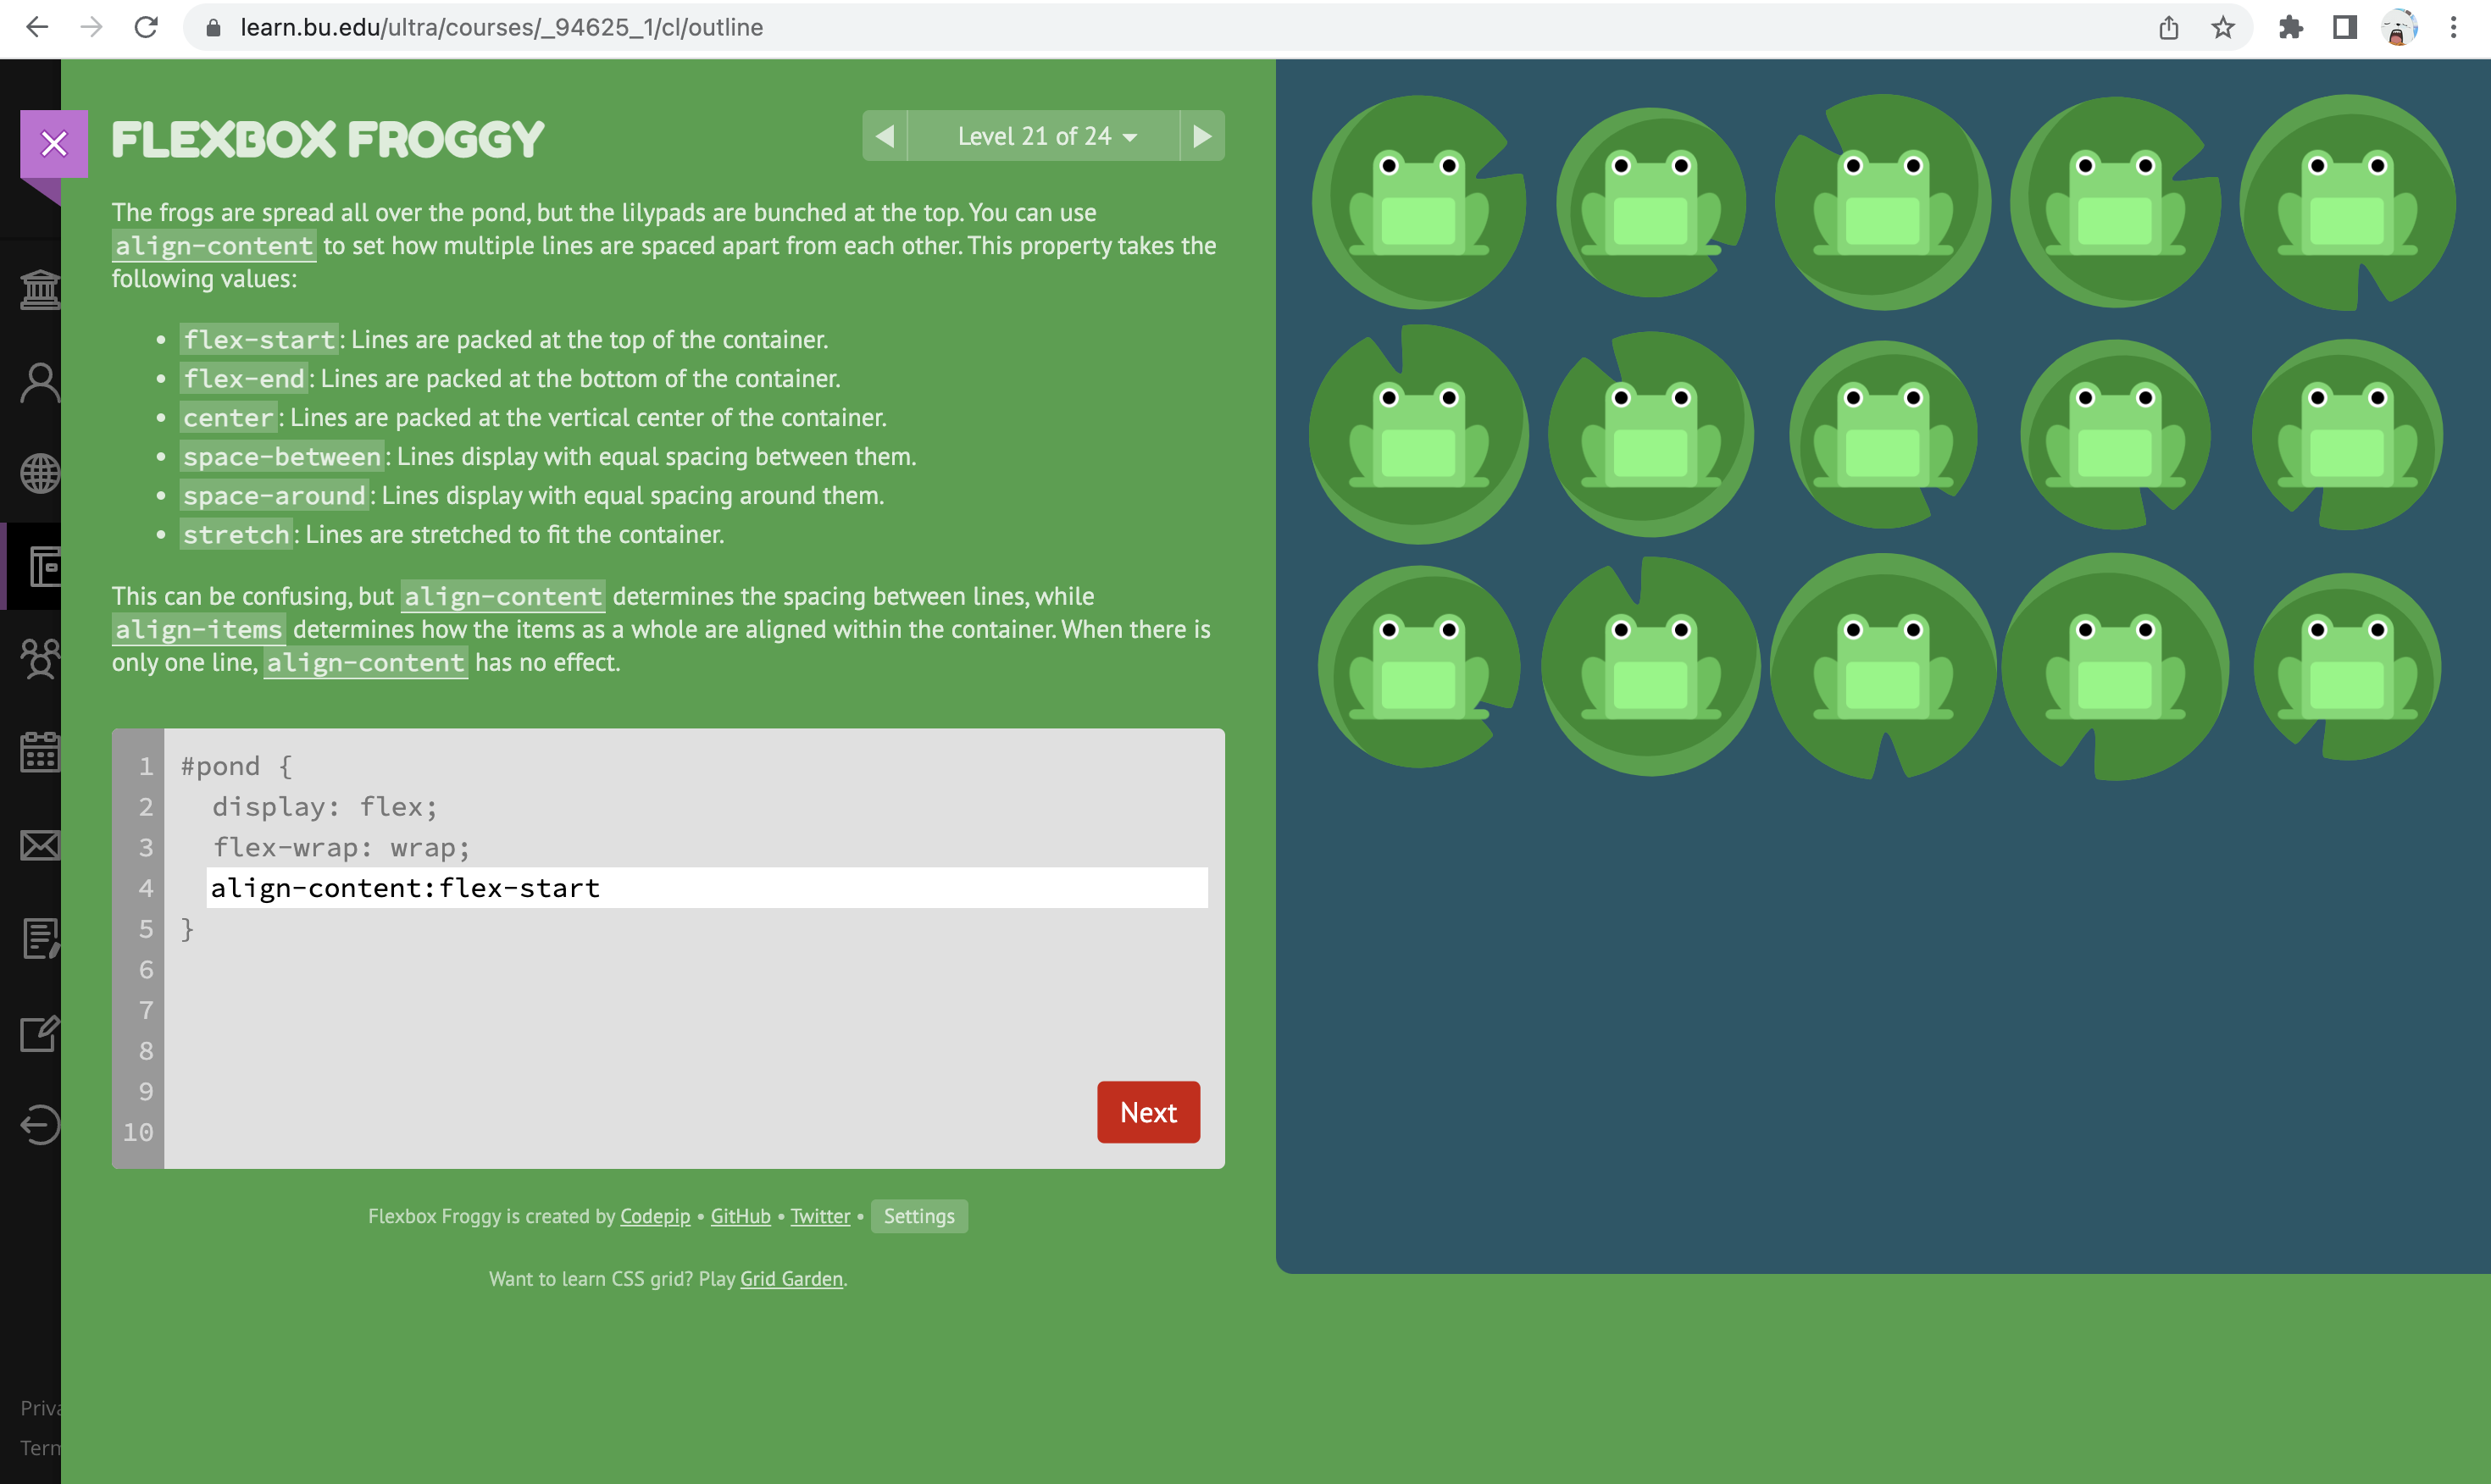 learn.bu.edu/ultra/courses/_94625_1/cl/outline
FLEXBOX FROGGY
Level 21 of 24
The frogs are spread all over the pond, but the lilypads are bunched at the top. You can use
align-content to set how multiple lines are spaced apart from each other. This property takes the
following values:
• flex-start: Lines are packed at the top of the container.
• flex-end: Lines are packed at the bottom of the container.
• center: Lines are packed at the vertical center of the container.
• space-between: Lines display with equal spacing between them.
• space-around: Lines display with equal spacing around them.
• stretch: Lines are stretched to fit the container.
This can be confusing, but align-content determines the spacing between lines, while
align-items determines how the items as a whole are aligned within the container. When there is
only one line, align-content has no effect.
1 #pond {
2 display: flex;
3 flex-wrap: wrap;
4 align-content:flex-start
5 }
6
7
8
9
10
Next
Flexbox Froggy is created by Codepip • GitHub • Twitter • Settings
Want to learn CSS grid? Play Grid Garden.